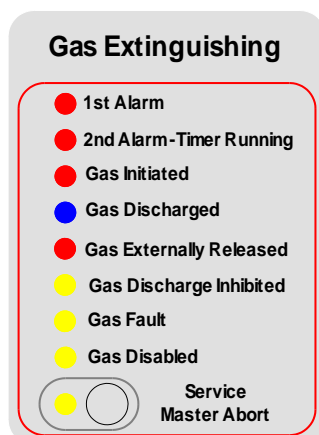 Gas Extinguishing
1st Alarm
2nd Alarm-Timer Running
Gas Initiated
Gas Discharged
Gas Externally Released
Gas Discharge Inhibited
Gas Fault
Gas Disabled
Service
Master Abort